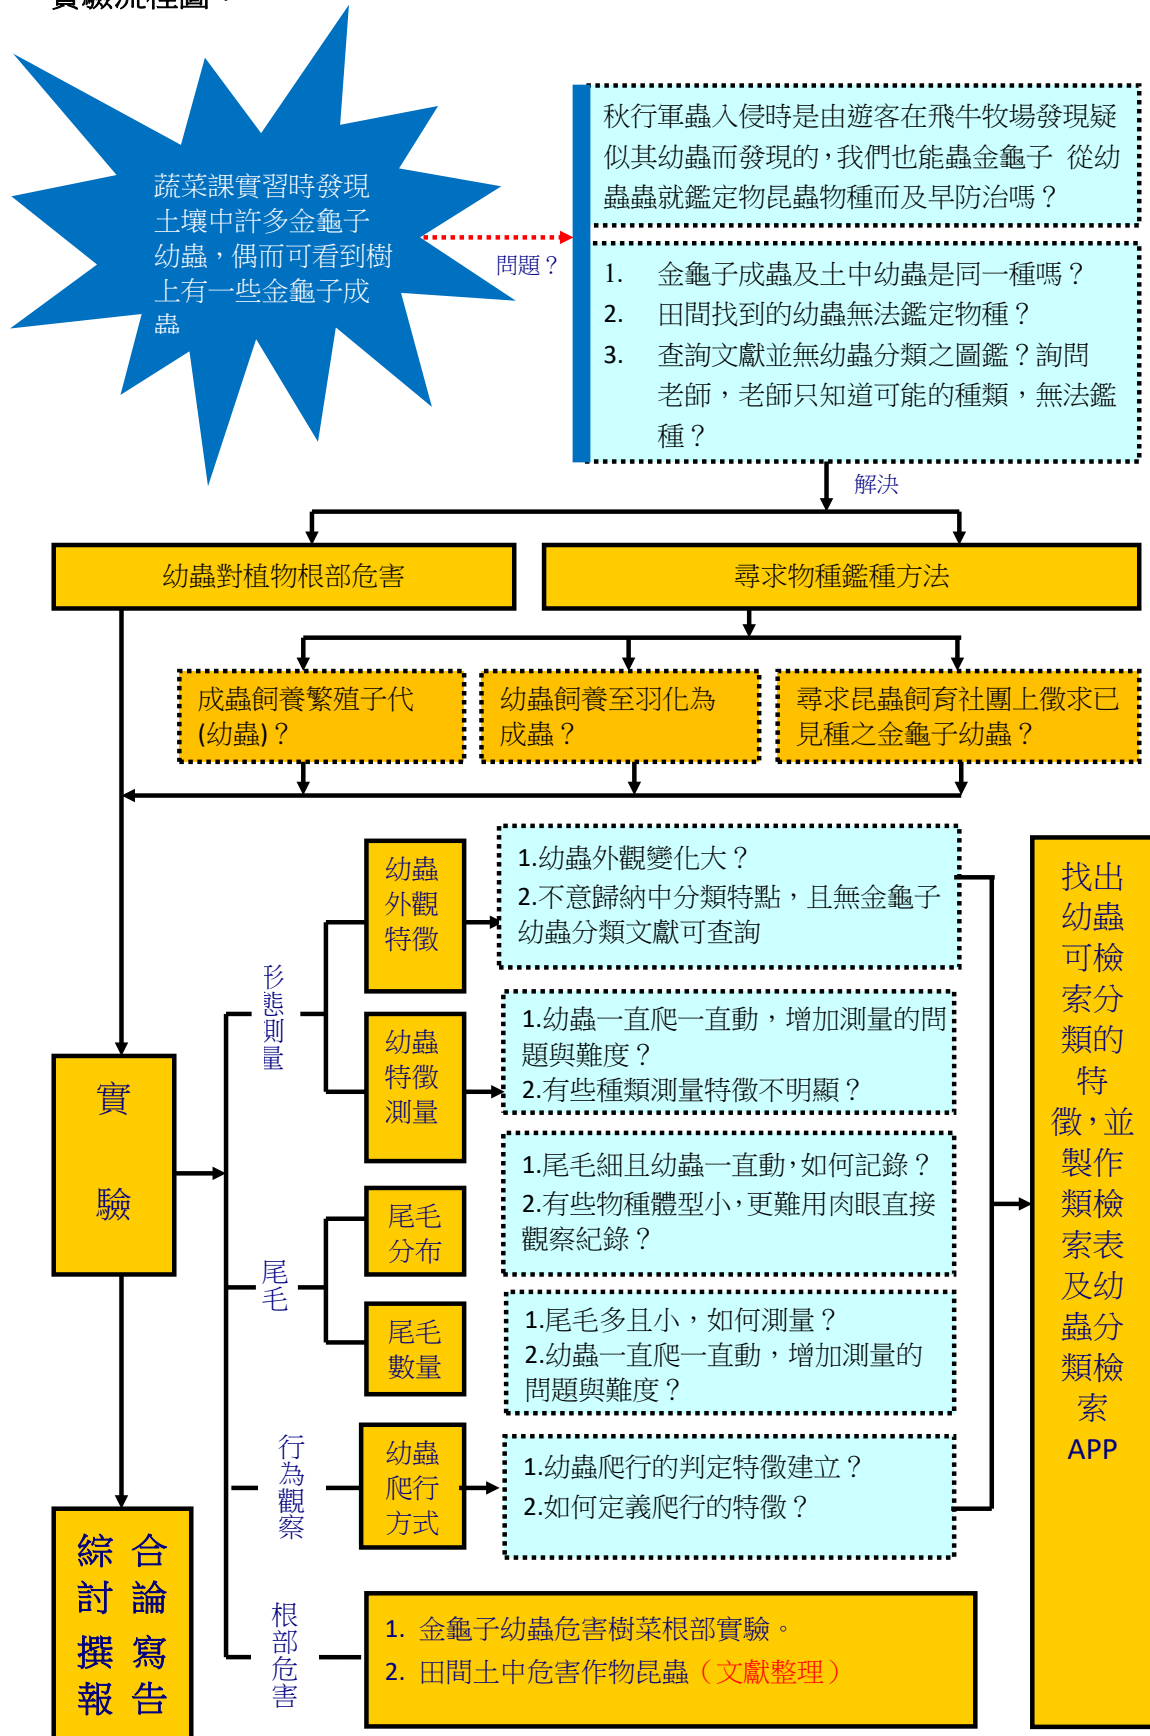 實驗流程圖：
蔬菜課實習時發現
土壤中許多金龜子
幼蟲，偶而可看到樹
上有一些金龜子成
蟲
問題？
秋行軍蟲入侵時是由遊客在飛牛牧場發現疑
似其幼蟲而發現的，我們也能蟲金龜子 從幼
蟲蟲就鑑定物昆蟲物種而及早防治嗎？
1. 金龜子成蟲及土中幼蟲是同一種嗎？
2. 田間找到的幼蟲無法鑑定物種？
3. 查詢文獻並無幼蟲分類之圖鑑？詢問
老師，老師只知道可能的種類，無法鑑
種？
解決
幼蟲對植物根部危害
尋求物種鑑種方法
成蟲飼養繁殖子代
(幼蟲)？
幼蟲飼養至羽化為
成蟲？
尋求昆蟲飼育社團上徵求已
見種之金龜子幼蟲？
實
驗
形態測量
幼蟲
外觀
特徵
1.幼蟲外觀變化大？
2.不意歸納中分類特點，且無金龜子
幼蟲分類文獻可查詢
幼蟲
特徵
測量
1.幼蟲一直爬一直動，增加測量的問
題與難度？
2.有些種類測量特徵不明顯？
尾毛
尾毛
分布
1.尾毛細且幼蟲一直動，如何記錄？
2.有些物種體型小，更難用肉眼直接
觀察紀錄？
尾毛
數量
1.尾毛多且小，如何測量？
2.幼蟲一直爬一直動，增加測量的
問題與難度？
行為觀察
幼蟲
爬行
方式
1.幼蟲爬行的判定特徵建立？
2.如何定義爬行的特徵？
根部危害
1. 金龜子幼蟲危害樹菜根部實驗。
2. 田間土中危害作物昆蟲（文獻整理）
找出
幼蟲
可檢
索分
類的
特
徵，並
製作
類檢
索表
及幼
蟲分
類檢
索
APP
綜合
討論
撰寫
報告